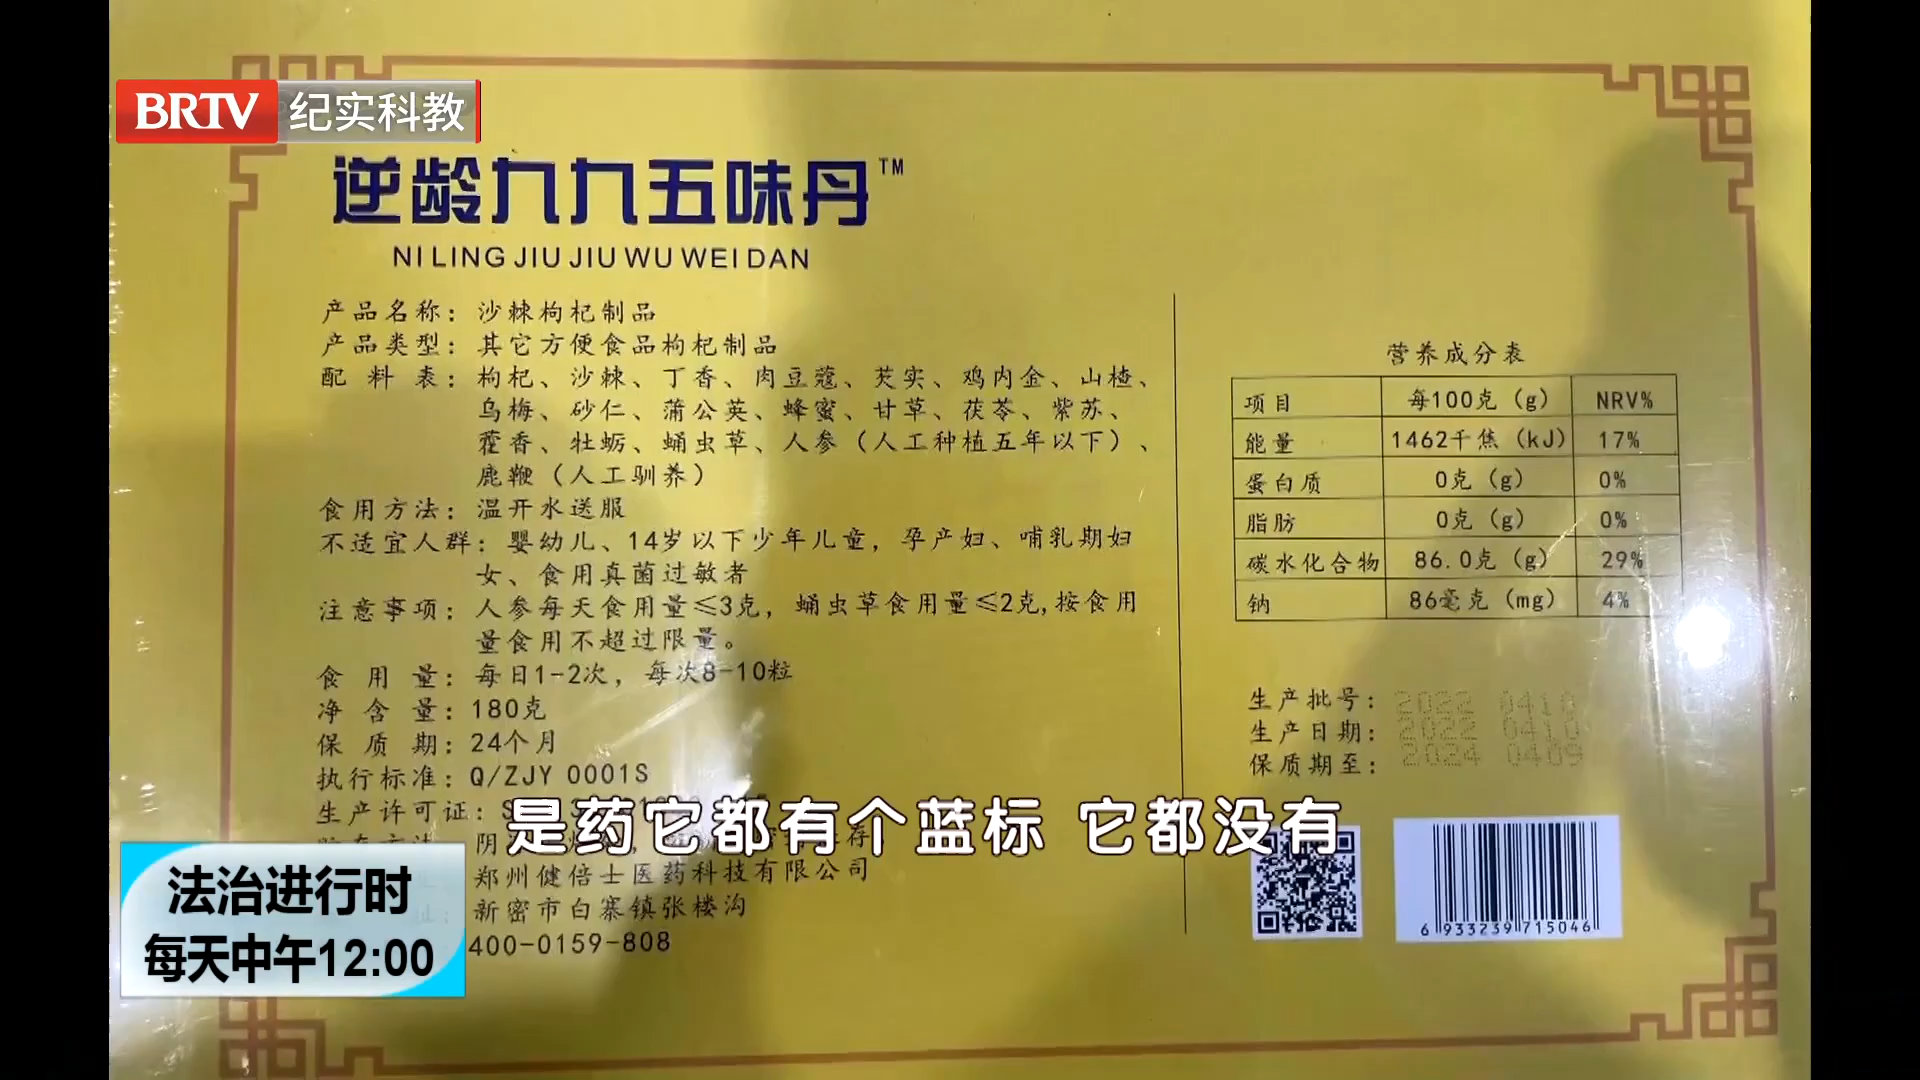 BRTV 纪实科教
逆龄九九五味丹™
NI LING JIU JIU WU WEI DAN
产品名称：沙棘枸杞制品
产品类型：其它方便食品枸杞制品
配料表：枸杞、沙棘、丁香、肉豆蔻、芡实、鸡内金、山楂、
乌梅、砂仁、蒲公英、蜂蜜、甘草、茯苓、紫苏、
藿香、牡蛎、蛹虫草、人参（人工种植五年以下）、
鹿鞭（人工驯养）
食用方法：温开水送服
不适宜人群：婴幼儿、14岁以下少年儿童，孕产妇、哺乳期妇
女、食用真菌过敏者
注意事项：人参每天食用量≤3克，蛹虫草食用量≤2克,按食用
量食用不超过限量。
食用量：每日1-2次，每次8-10粒
净含量：180克
保质期：24个月
执行标准：Q/ZJY 0001S
生产许可证：
阴
存
郑州健倍士医药科技有限公司
址：新密市白寨镇张楼沟
400-0159-808
营养成分表
项目 每100克（g） NRV%
能量 1462千焦（kJ） 17%
蛋白质 0克（g） 0%
脂肪 0克（g） 0%
碳水化合物 86.0克（g） 29%
钠 86毫克（mg） 4%
生产批号：2022 0410
生产日期：2022 0410
保质期至：2024 0409
6 933239 715046
是药它都有个蓝标 它都没有
法治进行时
每天中午12:00